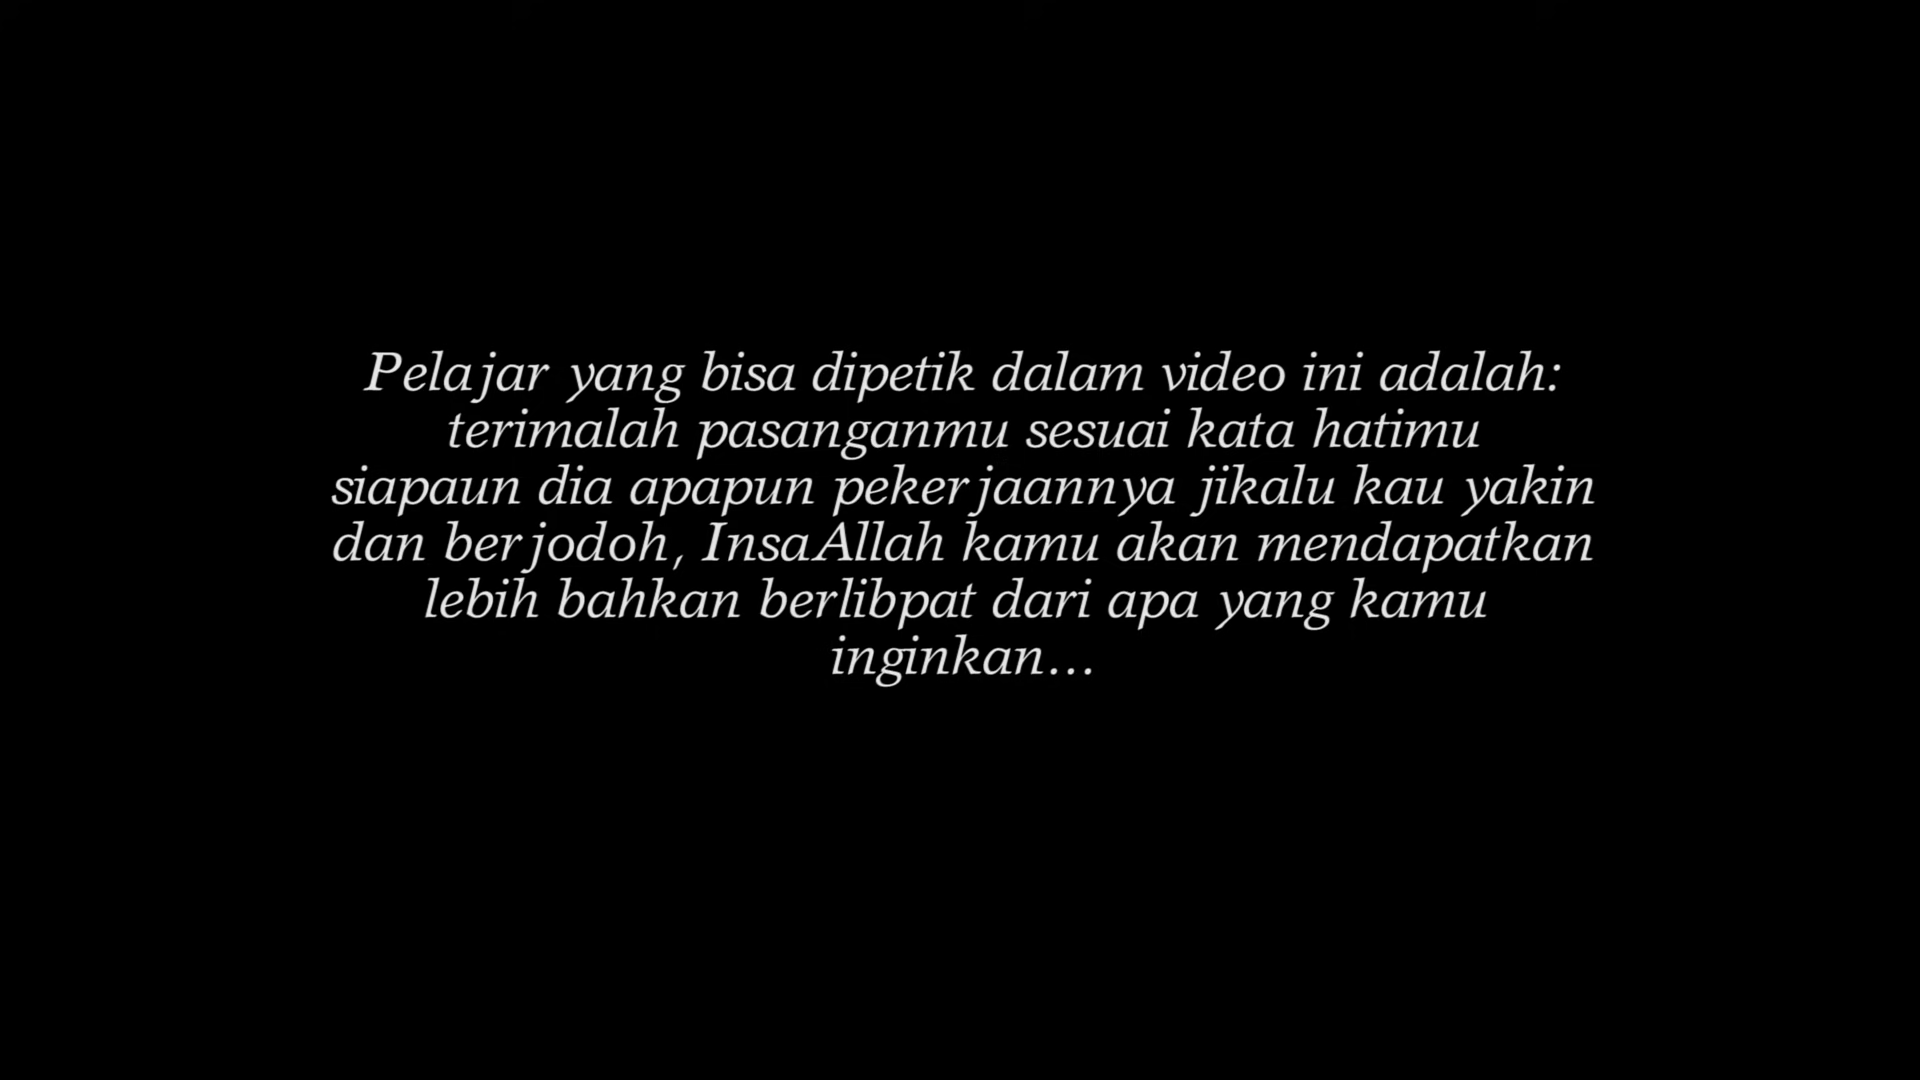 Pelajar yang bisa dipetik dalam video ini adalah:
terimalah pasanganmu sesuai kata hatimu
siapaun dia apapun pekerjaannya jikalu kau yakin
dan berjodoh, InsaAllah kamu akan mendapatkan
lebih bahkan berlibpat dari apa yang kamu
inginkan...